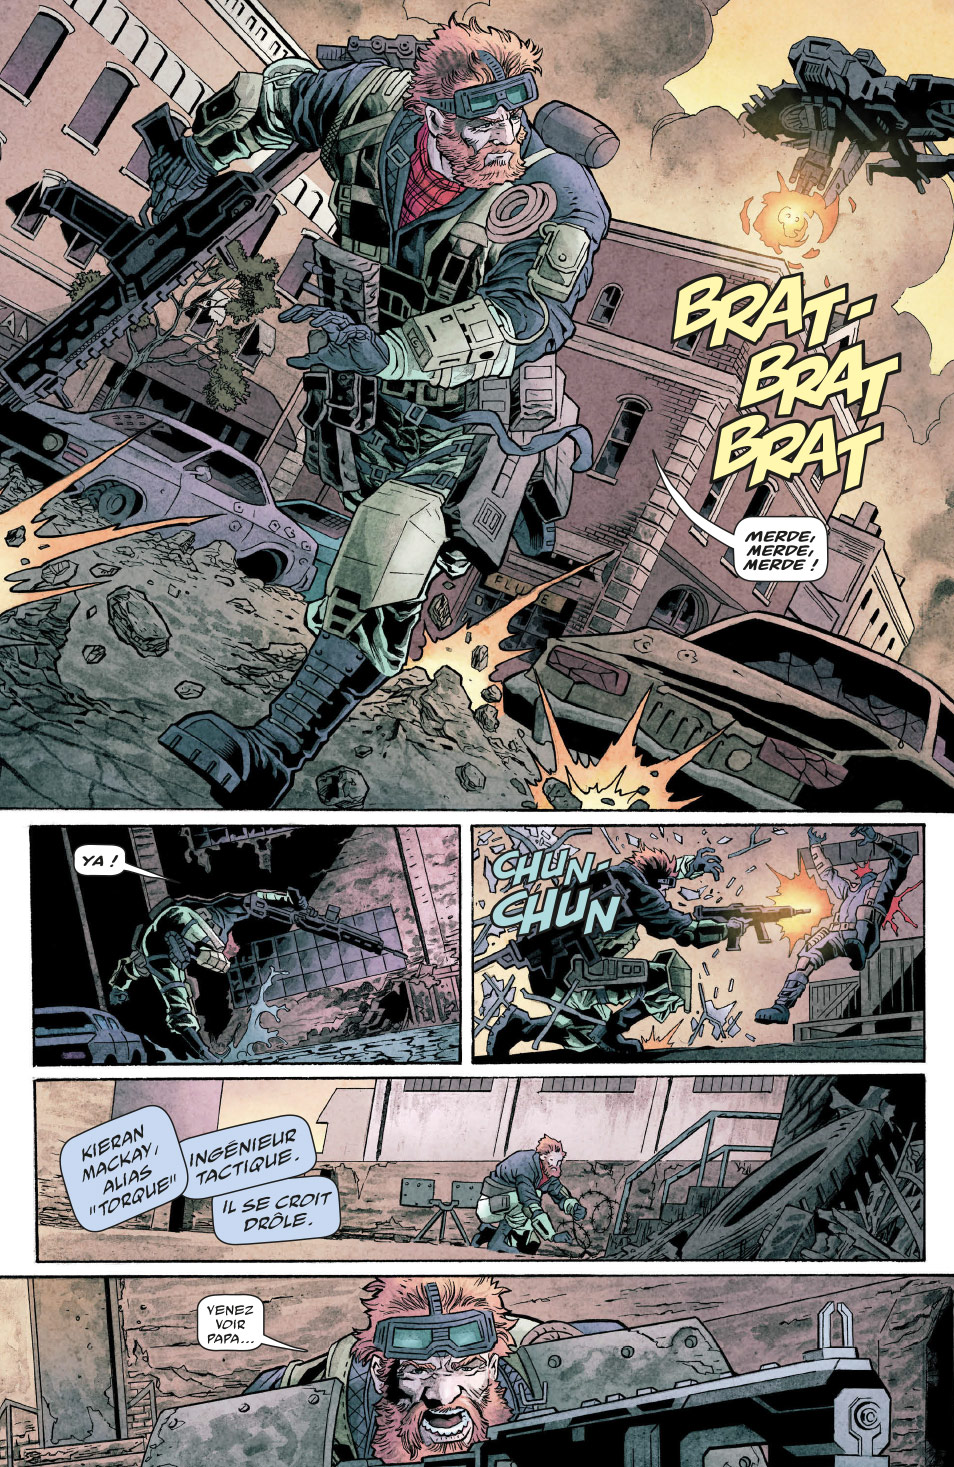 BRAT-
BRAT
BRAT
MERDE,
MERDE,
MERDE !
YA !
CHUN-
CHUN
KIERAN
MACKAY,
ALIAS
"TORQUE"
INGÉNIEUR
TACTIQUE.
IL SE CROIT
DRÔLE.
VENEZ
VOIR
PAPA...